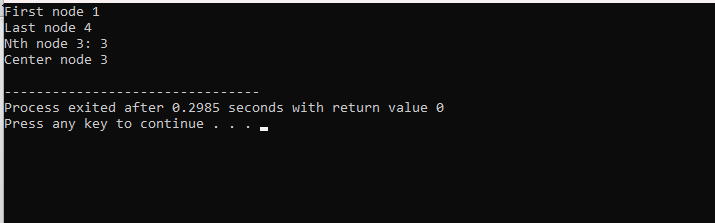 First node 1
Last node 4
Nth node 3: 3
Center node 3
--------------------------------
Process exited after 0.2985 seconds with return value 0
Press any key to continue . . .